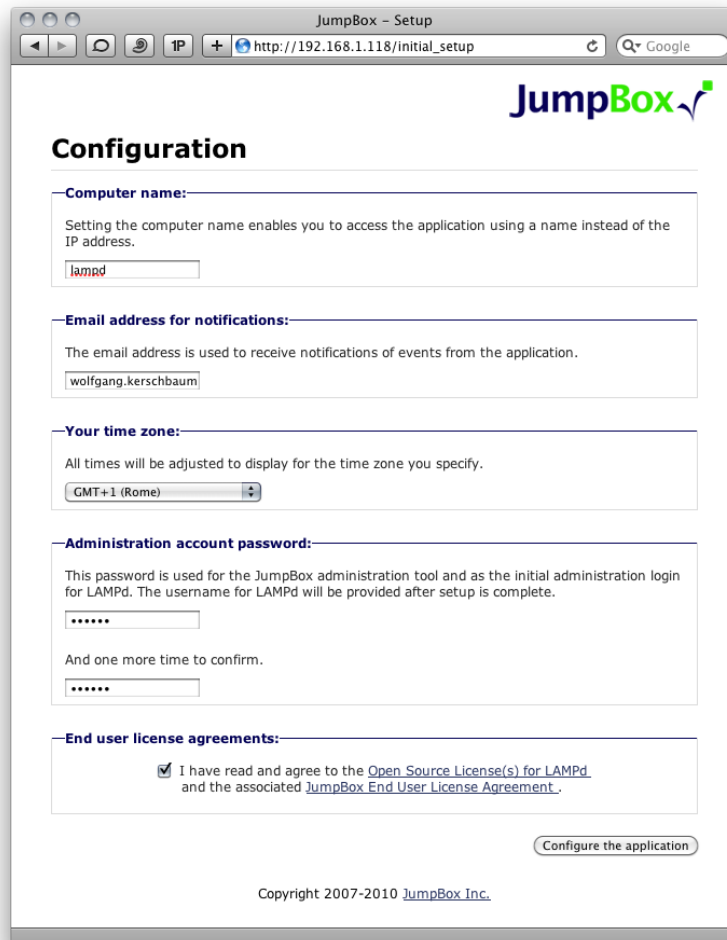 JumpBox – Setup
1P + http://192.168.1.118/initial_setup Google
JumpBox
Configuration
Computer name:
Setting the computer name enables you to access the application using a name instead of the
IP address.
lampd
Email address for notifications:
The email address is used to receive notifications of events from the application.
wolfgang.kerschbaum
Your time zone:
All times will be adjusted to display for the time zone you specify.
GMT+1 (Rome)
Administration account password:
This password is used for the JumpBox administration tool and as the initial administration login
for LAMPd. The username for LAMPd will be provided after setup is complete.
••••••
And one more time to confirm.
••••••
End user license agreements:
I have read and agree to the Open Source License(s) for LAMPd
and the associated JumpBox End User License Agreement .
Configure the application
Copyright 2007-2010 JumpBox Inc.